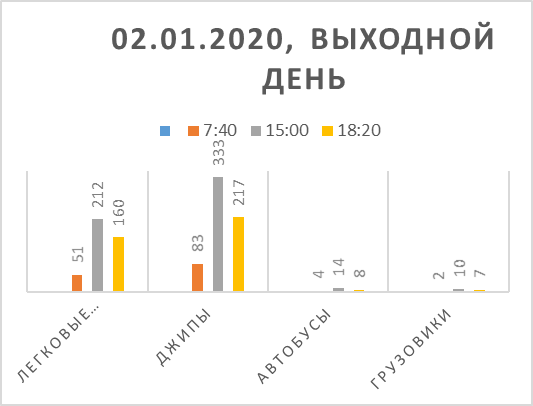 02.01.2020, ВЫХОДНОЙ
ДЕНЬ
7:40 15:00 18:20
51 212 160 83 333 217 4 14 8 2 10 7
ЛЕГКОВЫЕ... ДЖИПЫ АВТОБУСЫ ГРУЗОВИКИ